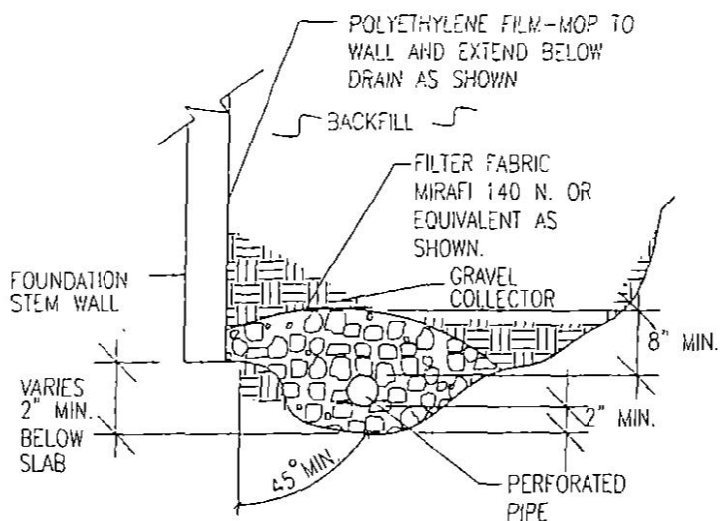 POLYETHYLENE FILM-MOP TO
WALL AND EXTEND BELOW
DRAIN AS SHOWN
BACKFILL
FILTER FABRIC
MIRAFI 140 N. OR
EQUIVALENT AS
SHOWN.
GRAVEL
COLLECTOR
FOUNDATION
STEM WALL
8" MIN.
VARIES
2" MIN.
BELOW
SLAB
2" MIN.
45° MIN.
PERFORATED
PIPE